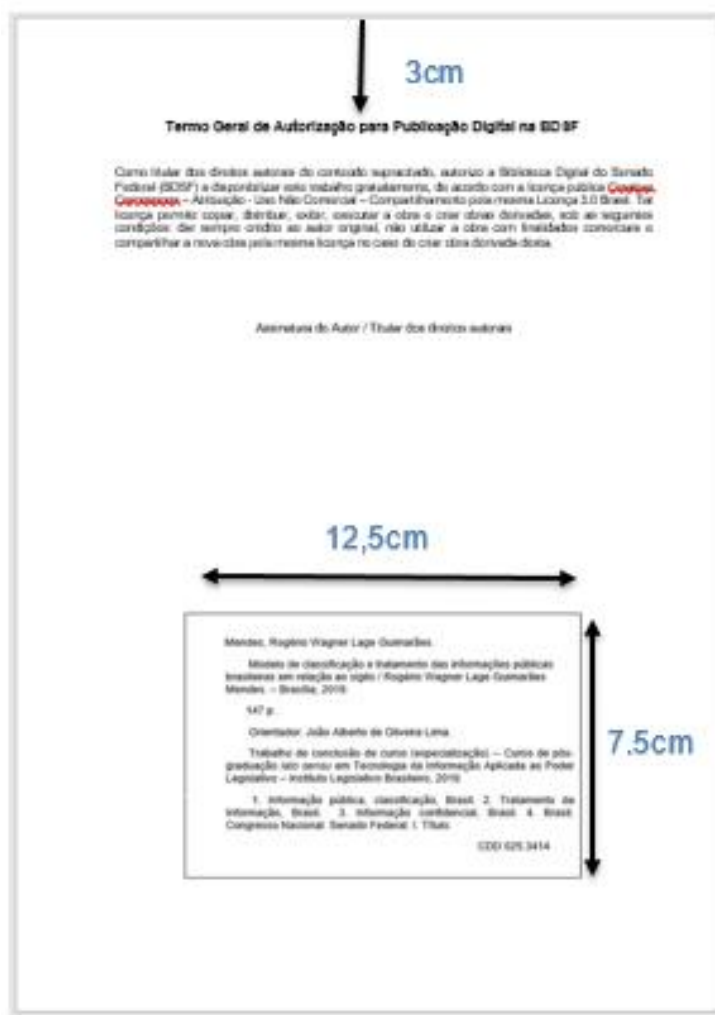 3cm
Termo Geral de Autorização para Publicação Digital na BDSF
Como titular dos direitos autorais do conteúdo supracitado, autorizo a Biblioteca Digital do Senado
Federal (BDSF) a disponibilizar este trabalho gratuitamente, de acordo com a licença pública Creative
Commons – Atribuição - Uso Não Comercial – Compartilhamento pela mesma Licença 3.0 Brasil. Tal
licença permite copiar, distribuir, exibir, executar a obra e criar obras derivadas, sob as seguintes
condições: dar sempre crédito ao autor original, não utilizar a obra com finalidades comerciais e
compartilhar a nova obra pela mesma licença no caso de criar obra derivada desta.
Assinatura do Autor / Titular dos direitos autorais
12,5cm
Mendes, Rogério Wagner Lage Guimarães.
Modelo de classificação e tratamento das informações públicas
brasileiras em relação ao sigilo / Rogério Wagner Lage Guimarães
Mendes. – Brasília, 2019.
147 p.
Orientador: João Alberto de Oliveira Lima.
Trabalho de conclusão de curso (especialização) – Curso de pós-
graduação lato sensu em Tecnologia da Informação Aplicada ao Poder
Legislativo – Instituto Legislativo Brasileiro, 2019.
1. Informação pública, classificação, Brasil. 2. Tratamento da
informação, Brasil. 3. Informação confidencial, Brasil. 4. Brasil.
Congresso Nacional. Senado Federal. I. Título.
CDD 025.3414
7.5cm